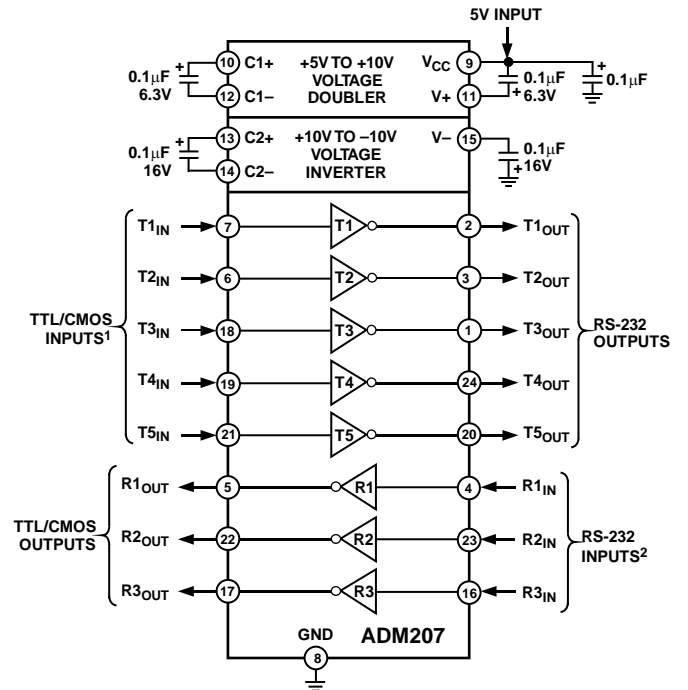 5V INPUT
10 C1+ +5V TO +10V VCC 9
0.1μF 6.3V VOLTAGE 0.1μF 6.3V 0.1μF
12 C1– DOUBLER V+ 11
13 C2+ +10V TO –10V V– 15
0.1μF 16V VOLTAGE 0.1μF 16V
14 C2– INVERTER
T1IN 7 T1 2 T1OUT
T2IN 6 T2 3 T2OUT
TTL/CMOS INPUTS1 T3IN 18 T3 1 T3OUT RS-232 OUTPUTS
T4IN 19 T4 24 T4OUT
T5IN 21 T5 20 T5OUT
R1OUT 5 R1 4 R1IN
TTL/CMOS OUTPUTS R2OUT 22 R2 23 R2IN RS-232 INPUTS2
R3OUT 17 R3 16 R3IN
GND ADM207
8